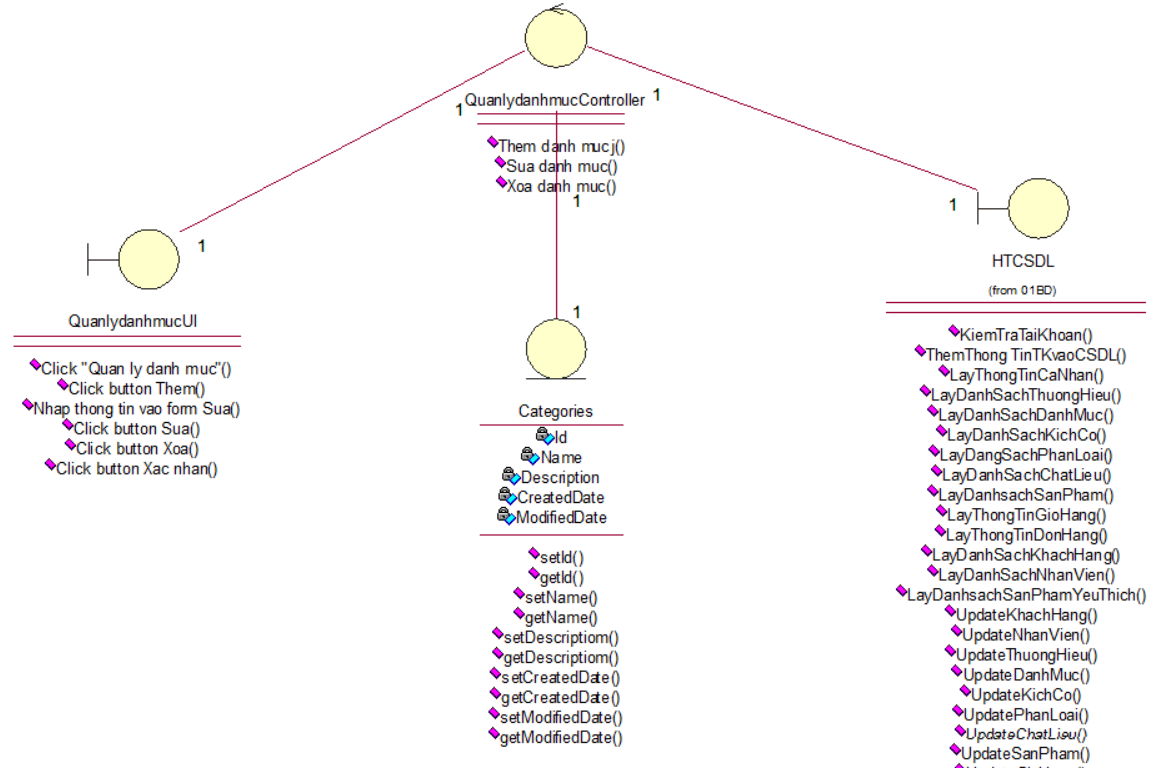 QuanlydanhmucController
1
1
Them danh mucj()
Sua danh muc()
Xoa danh muc()
1
1
QuanlydanhmucUI
Click "Quan ly danh muc"()
Click button Them()
Nhap thong tin vao form Sua()
Click button Sua()
Click button Xoa()
Click button Xac nhan()
1
Categories
Id
Name
Description
CreatedDate
ModifiedDate
setId()
getId()
setName()
getName()
setDescriptiom()
getDescriptiom()
setCreatedDate()
getCreatedDate()
setModifiedDate()
getModifiedDate()
1
HTCSDL
(from 01BD)
KiemTraTaiKhoan()
ThemThong TinTKvaoCSDL()
LayThongTinCaNhan()
LayDanhSachThuongHieu()
LayDanhSachDanhMuc()
LayDanhSachKichCo()
LayDangSachPhanLoai()
LayDanhSachChatLieu()
LayDanhsachSanPham()
LayThongTinGioHang()
LayThongTinDonHang()
LayDanhSachKhachHang()
LayDanhSachNhanVien()
LayDanhsachSanPhamYeuThich()
UpdateKhachHang()
UpdateNhanVien()
UpdateThuongHieu()
UpdateDanhMuc()
UpdateKichCo()
UpdatePhanLoai()
UpdateChatLieu()
UpdateSanPham()